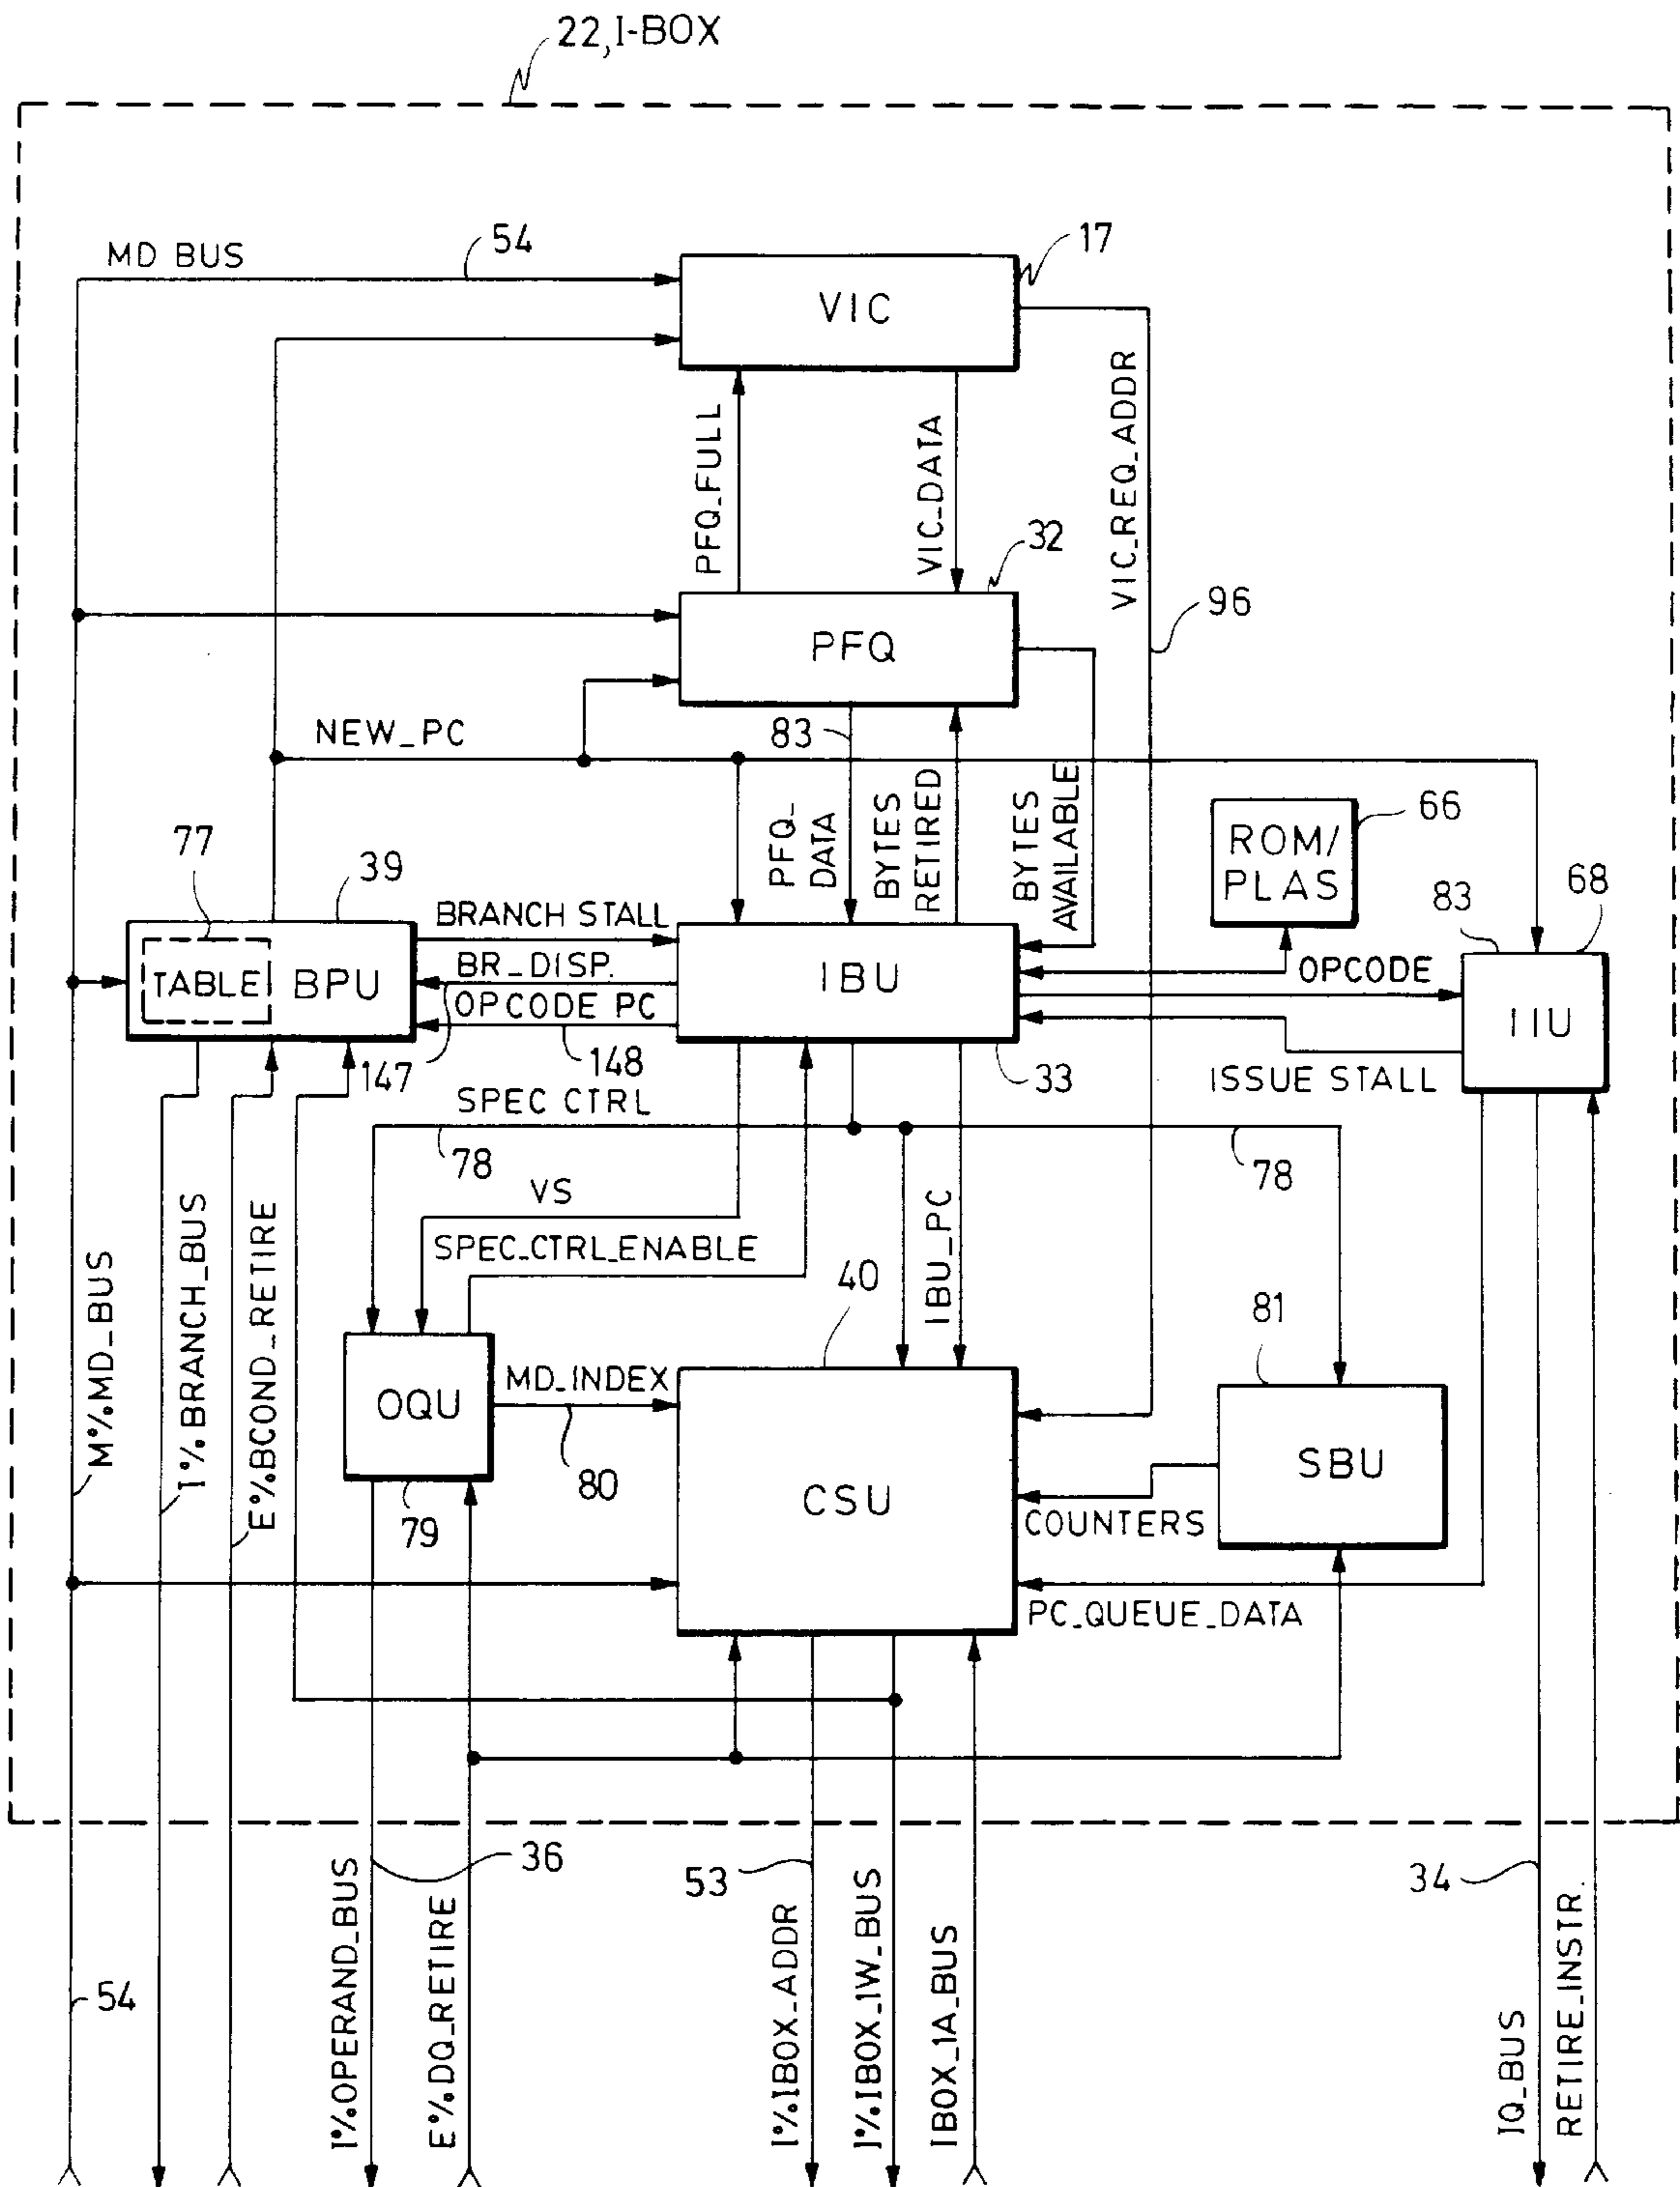 22, I-BOX
MD BUS
54
17
VIC
PFQ_FULL
VIC_DATA
VIC_REQ_ADDR
32
96
PFQ
NEW_PC
83
PFQ_
DATA
BYTES
RETIRED
BYTES
AVAILABLE
ROM/
PLAS
66
77
39
83
68
TABLE
BPU
BRANCH STALL
BR_DISP.
OPCODE PC
IBU
OPCODE
IIU
147
148
33
ISSUE STALL
SPEC CTRL
78
78
VS
SPEC_CTRL_ENABLE
IBU_PC
M%MD_BUS
I%BRANCH_BUS
E%BCOND_RETIRE
40
81
OQU
MD_INDEX
80
79
CSU
SBU
COUNTERS
PC_QUEUE_DATA
36
53
34
54
I%OPERAND_BUS
E%DQ_RETIRE
I%IBOX_ADDR
I%IBOX_1W_BUS
IBOX_1A_BUS
IQ_BUS
RETIRE_INSTR.